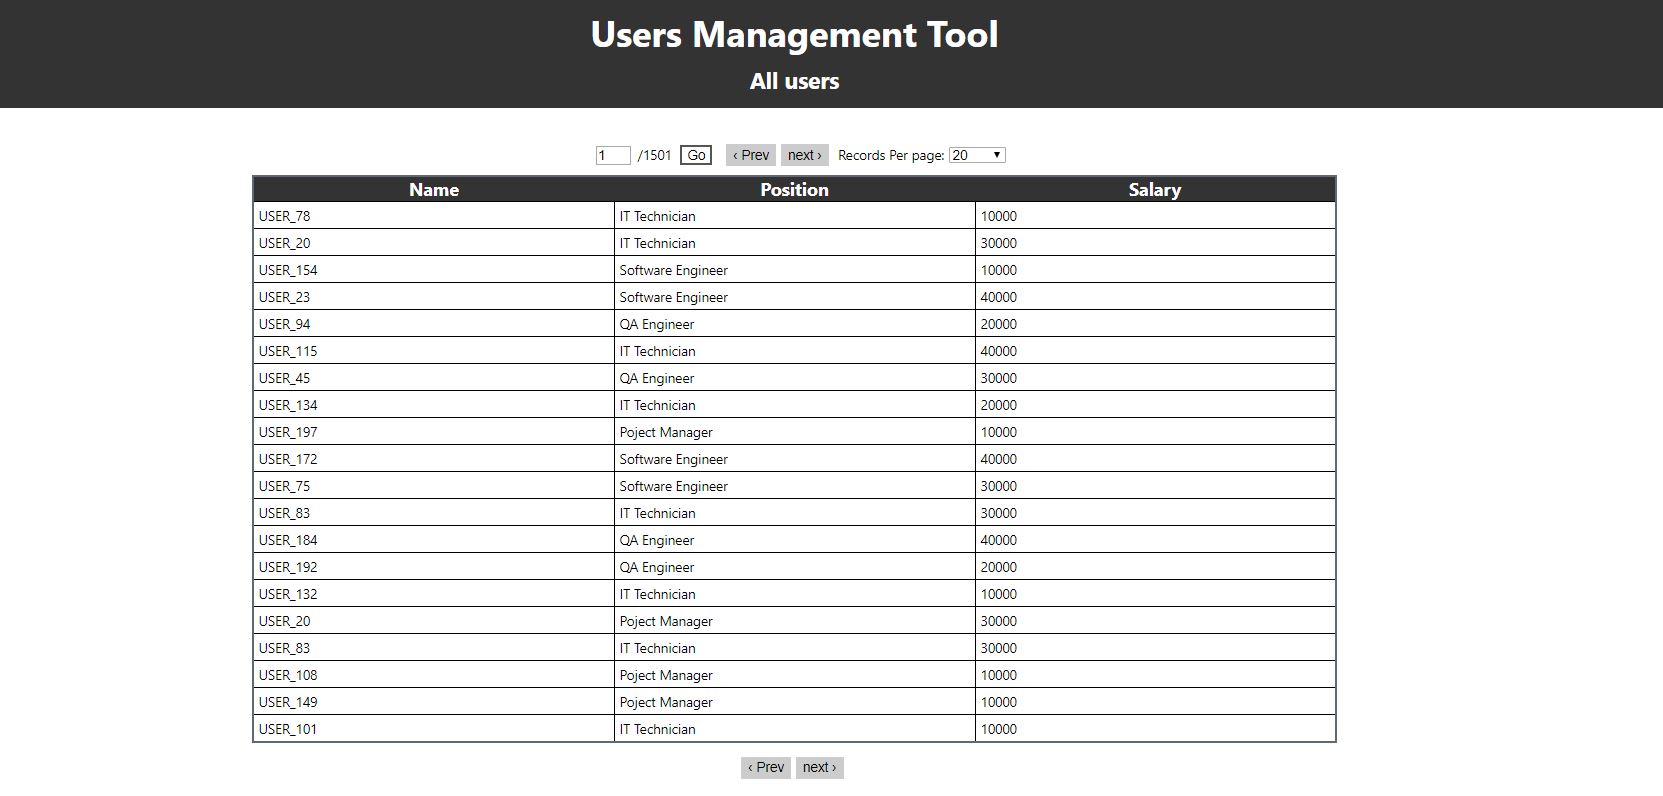 Users Management Tool
All users
1 /1501 Go ‹ Prev next › Records Per page: 20
Name Position Salary
USER_78 IT Technician 10000
USER_20 IT Technician 30000
USER_154 Software Engineer 10000
USER_23 Software Engineer 40000
USER_94 QA Engineer 20000
USER_115 IT Technician 40000
USER_45 QA Engineer 30000
USER_134 IT Technician 20000
USER_197 Poject Manager 10000
USER_172 Software Engineer 40000
USER_75 Software Engineer 30000
USER_83 IT Technician 30000
USER_184 QA Engineer 40000
USER_192 QA Engineer 20000
USER_132 IT Technician 10000
USER_20 Poject Manager 30000
USER_83 IT Technician 30000
USER_108 Poject Manager 10000
USER_149 Poject Manager 10000
USER_101 IT Technician 10000
‹ Prev next ›